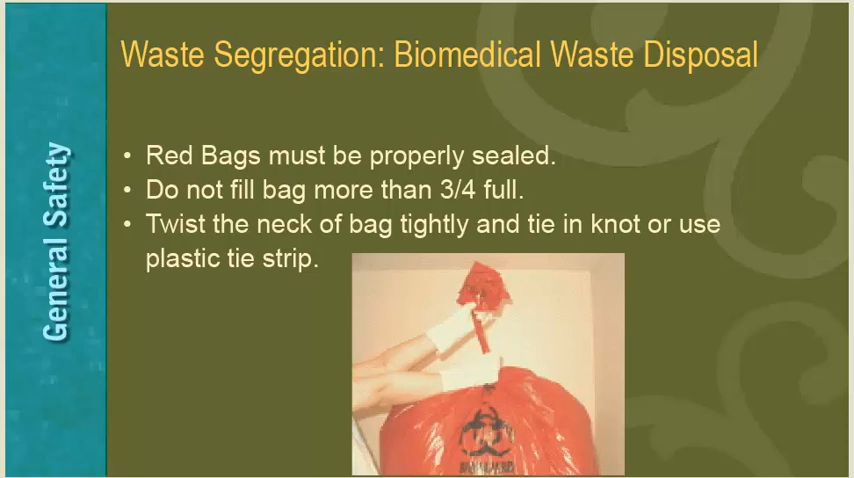 Waste Segregation: Biomedical Waste Disposal
General Safety
• Red Bags must be properly sealed.
• Do not fill bag more than 3/4 full.
• Twist the neck of bag tightly and tie in knot or use
plastic tie strip.